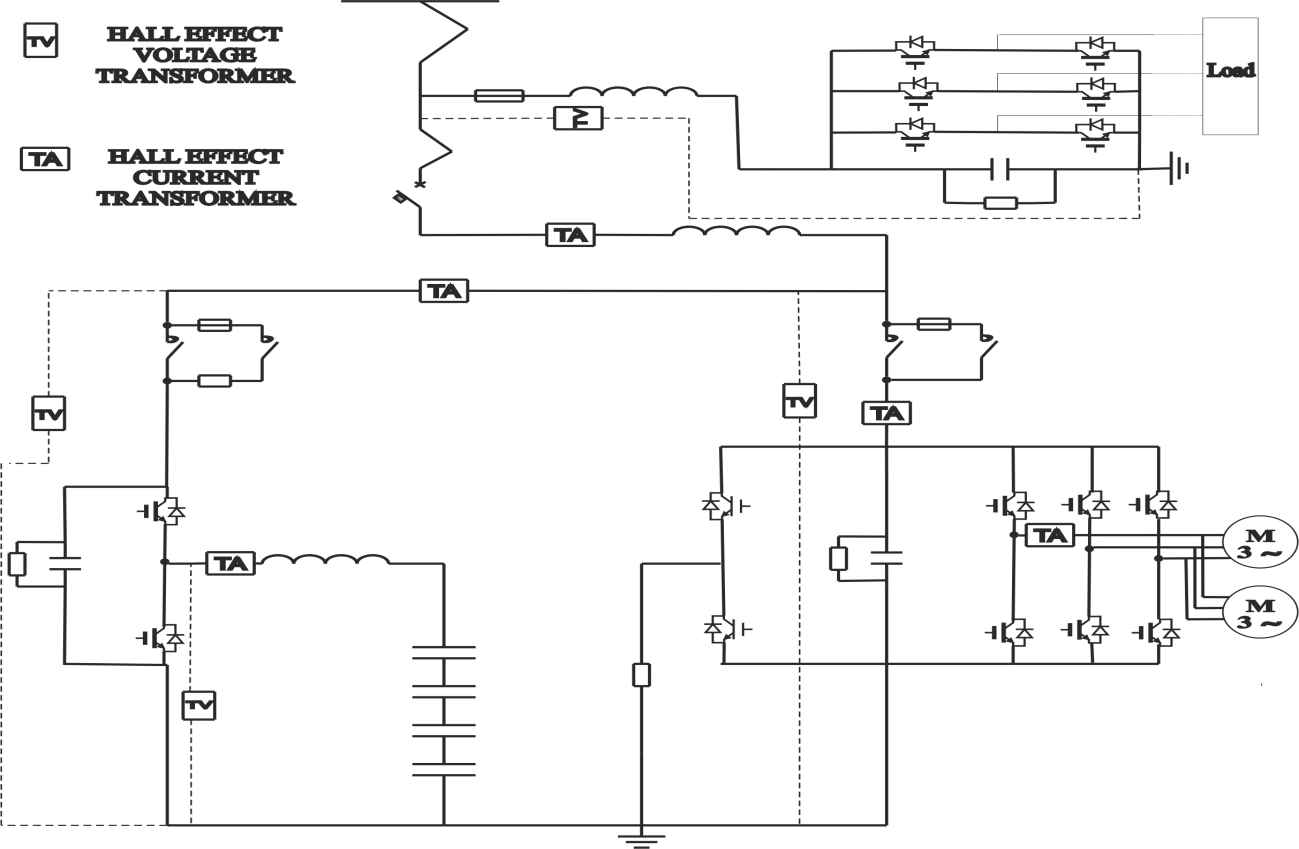 TV
HALL EFFECT
VOLTAGE
TRANSFORMER
Load
TV
TA
HALL EFFECT
CURRENT
TRANSFORMER
TA
TA
TV
TV
TA
TA
M
3 ~
TA
M
3 ~
TV